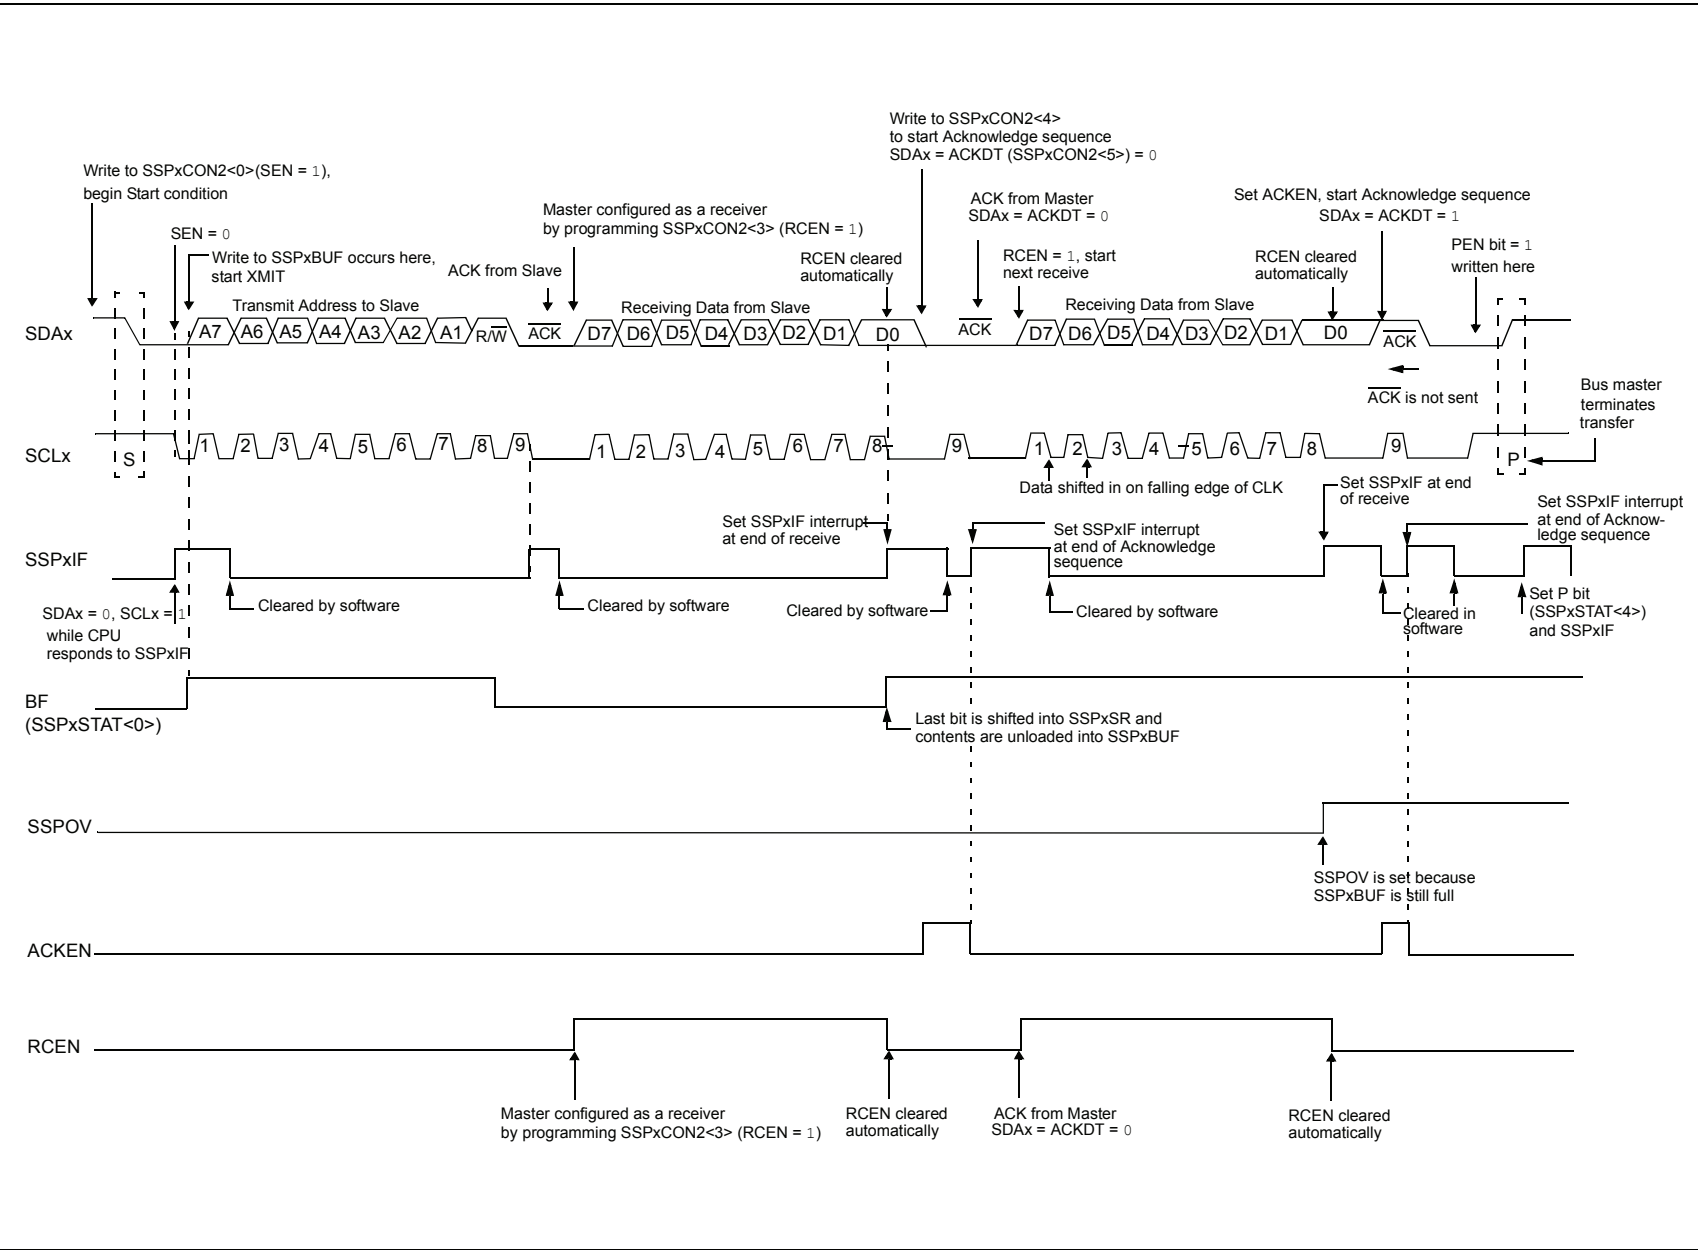 Write to SSPxCON2<4>
to start Acknowledge sequence
SDAx = ACKDT (SSPxCON2<5>) = 0
Write to SSPxCON2<0>(SEN = 1),
begin Start condition
ACK from Master
SDAx = ACKDT = 0
Set ACKEN, start Acknowledge sequence
SDAx = ACKDT = 1
Master configured as a receiver
by programming SSPxCON2<3> (RCEN = 1)
SEN = 0
Write to SSPxBUF occurs here,
start XMIT
ACK from Slave
RCEN cleared
automatically
RCEN = 1, start
next receive
RCEN cleared
automatically
PEN bit = 1
written here
Transmit Address to Slave
Receiving Data from Slave
Receiving Data from Slave
SDAx A7 A6 A5 A4 A3 A2 A1 R/W ACK D7 D6 D5 D4 D3 D2 D1 D0 ACK D7 D6 D5 D4 D3 D2 D1 D0 ACK
ACK is not sent
Bus master
terminates
transfer
SCLx S 1 2 3 4 5 6 7 8 9 1 2 3 4 5 6 7 8 9 1 2 3 4 5 6 7 8 9 P
Data shifted in on falling edge of CLK
Set SSPxIF at end
of receive
Set SSPxIF interrupt
at end of receive
Set SSPxIF interrupt
at end of Acknowledge
sequence
Set SSPxIF interrupt
at end of Acknow-
ledge sequence
SSPxIF
SDAx = 0, SCLx = 1
while CPU
responds to SSPxIF
Cleared by software
Cleared by software
Cleared by software
Cleared by software
Cleared in
software
Set P bit
(SSPxSTAT<4>)
and SSPxIF
BF
(SSPxSTAT<0>)
Last bit is shifted into SSPxSR and
contents are unloaded into SSPxBUF
SSPOV
SSPOV is set because
SSPxBUF is still full
ACKEN
RCEN
Master configured as a receiver
by programming SSPxCON2<3> (RCEN = 1)
RCEN cleared
automatically
ACK from Master
SDAx = ACKDT = 0
RCEN cleared
automatically